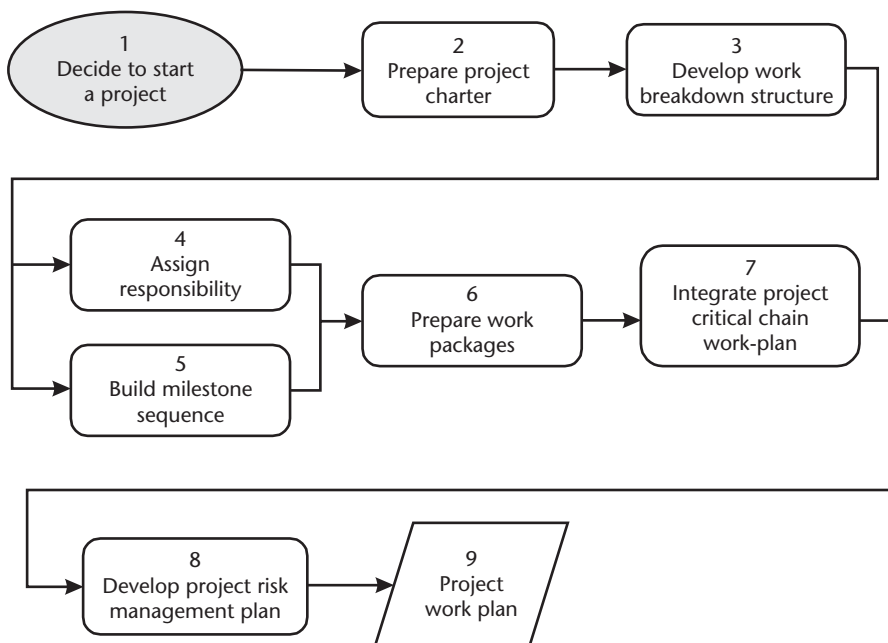 1
Decide to start
a project
2
Prepare project
charter
3
Develop work
breakdown structure
4
Assign
responsibility
5
Build milestone
sequence
6
Prepare work
packages
7
Integrate project
critical chain
work-plan
8
Develop project risk
management plan
9
Project
work plan